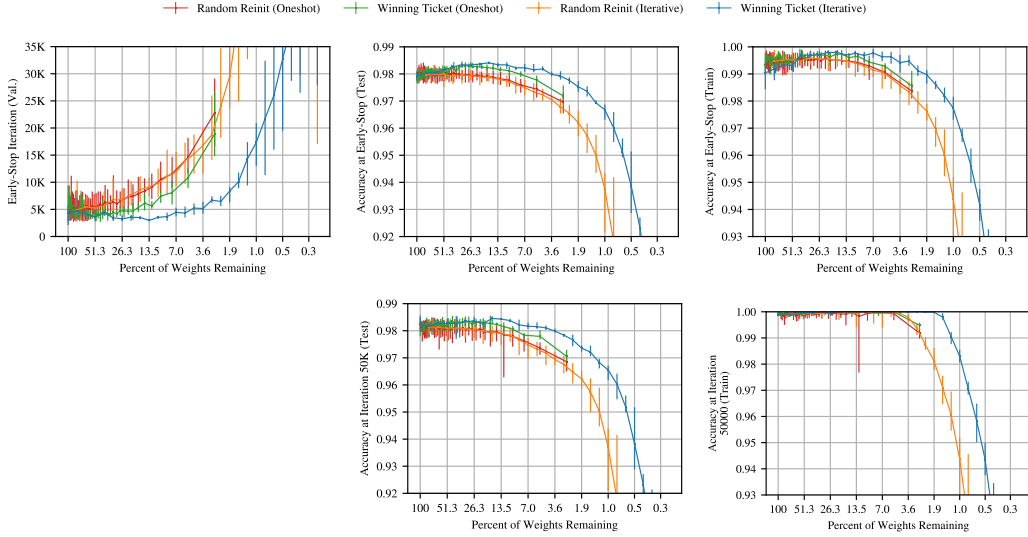 Random Reinit (Oneshot) Winning Ticket (Oneshot) Random Reinit (Iterative) Winning Ticket (Iterative)
Early-Stop Iteration (Val.)
35K
30K
25K
20K
15K
10K
5K
0
100 51.3 26.3 13.5 7.0 3.6 1.9 1.0 0.5 0.3
Percent of Weights Remaining
Accuracy at Early-Stop (Test)
0.99
0.98
0.97
0.96
0.95
0.94
0.93
0.92
100 51.3 26.3 13.5 7.0 3.6 1.9 1.0 0.5 0.3
Percent of Weights Remaining
Accuracy at Early-Stop (Train)
1.00
0.99
0.98
0.97
0.96
0.95
0.94
0.93
100 51.3 26.3 13.5 7.0 3.6 1.9 1.0 0.5 0.3
Percent of Weights Remaining
Accuracy at Iteration 50K (Test)
0.99
0.98
0.97
0.96
0.95
0.94
0.93
0.92
100 51.3 26.3 13.5 7.0 3.6 1.9 1.0 0.5 0.3
Percent of Weights Remaining
Accuracy at Iteration
50000 (Train)
1.00
0.99
0.98
0.97
0.96
0.95
0.94
0.93
100 51.3 26.3 13.5 7.0 3.6 1.9 1.0 0.5 0.3
Percent of Weights Remaining